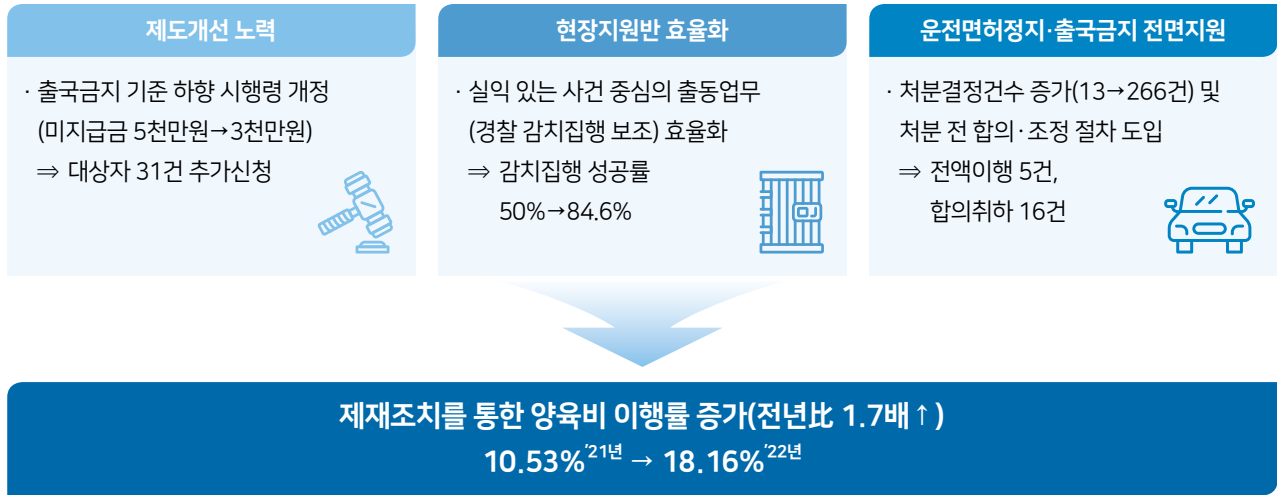 제도개선 노력
· 출국금지 기준 하향 시행령 개정
(미지급금 5천만원→3천만원)
⇒ 대상자 31건 추가신청
현장지원반 효율화
· 실익 있는 사건 중심의 출동업무
(경찰 감치집행 보조) 효율화
⇒ 감치집행 성공률
50%→84.6%
운전면허정지·출국금지 전면지원
· 처분결정건수 증가(13→266건) 및
처분 전 합의·조정 절차 도입
⇒ 전액이행 5건,
합의취하 16건
제재조치를 통한 양육비 이행률 증가(전년比 1.7배↑)
10.53%'21년 → 18.16%'22년